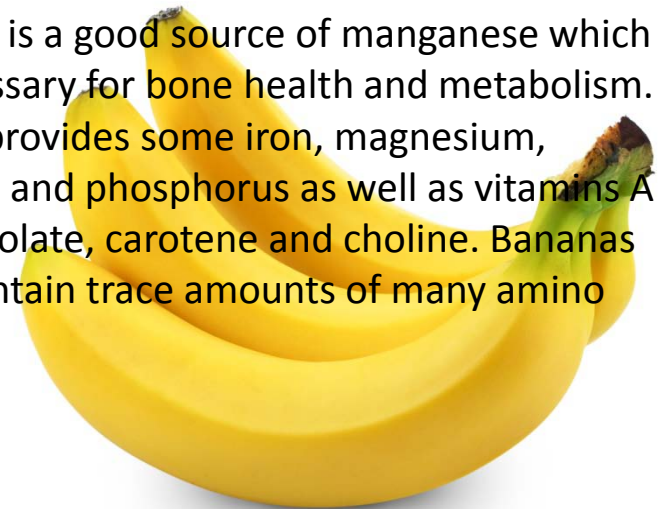 is a good source of manganese which
ssary for bone health and metabolism.
provides some iron, magnesium,
and phosphorus as well as vitamins A
olate, carotene and choline. Bananas
ntain trace amounts of many amino